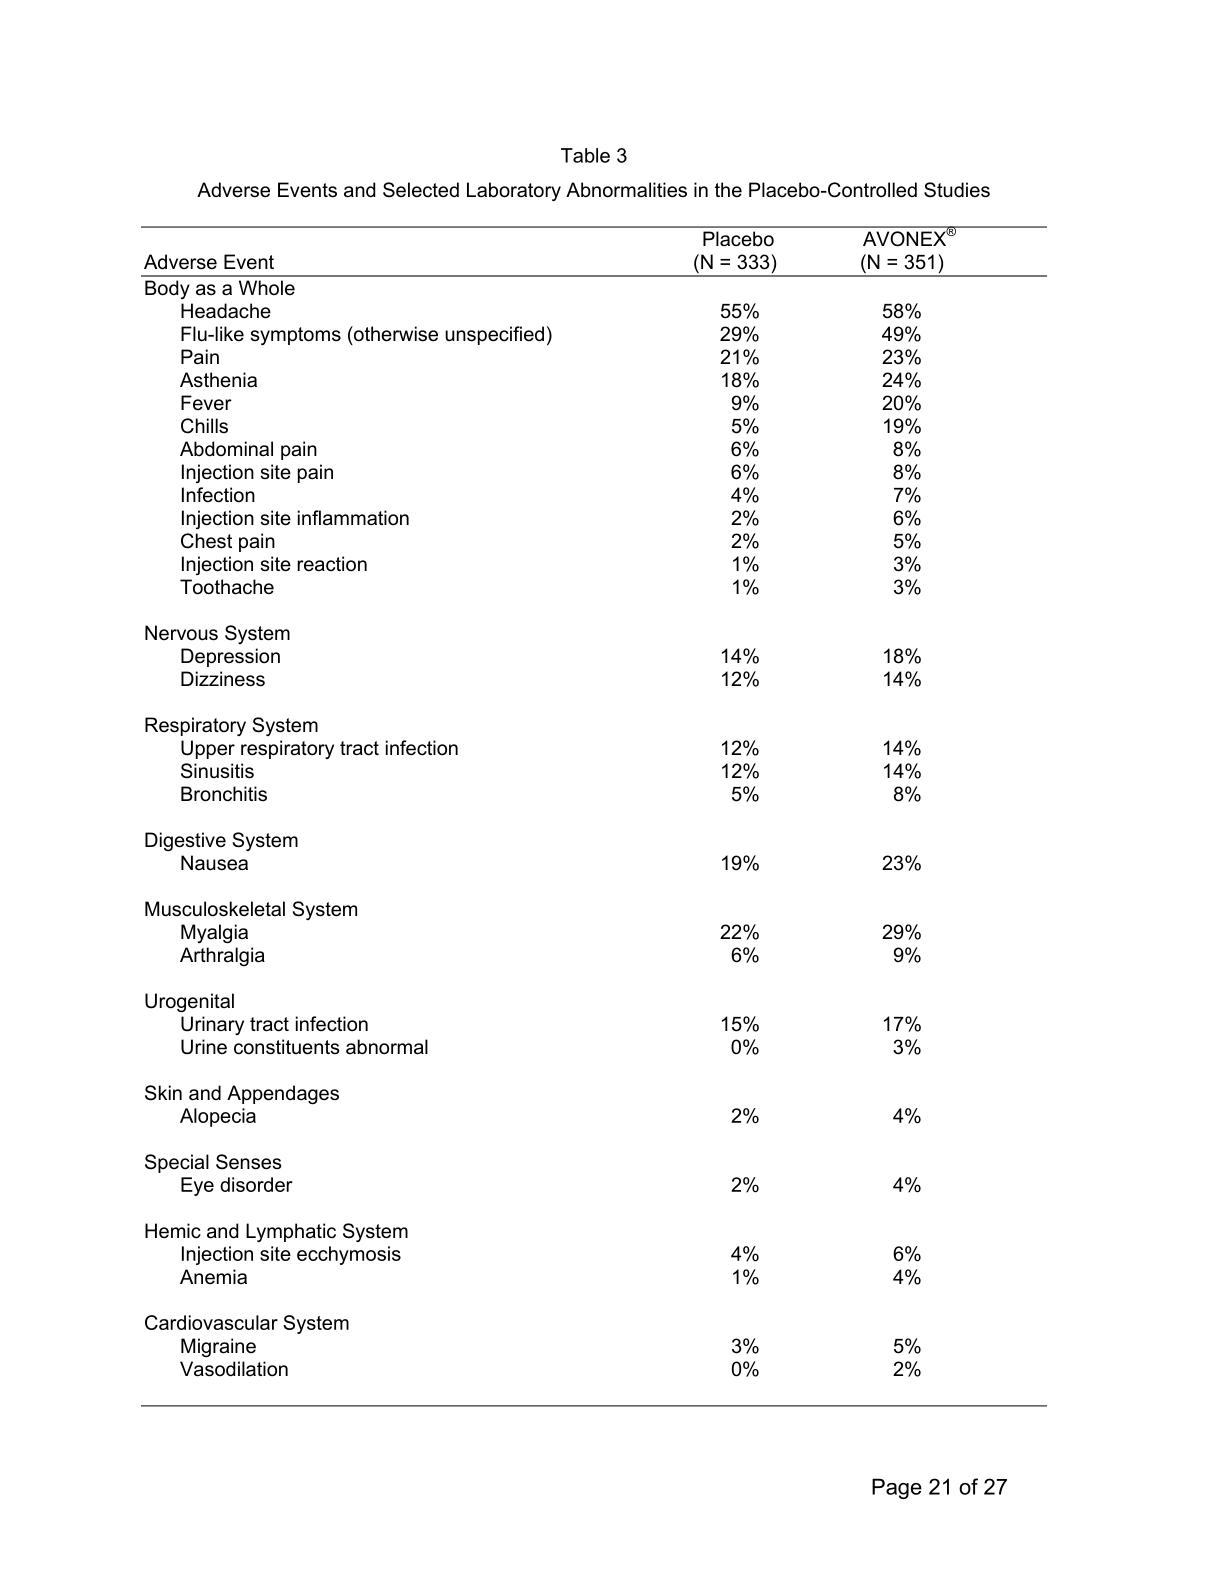 Table 3
Adverse Events and Selected Laboratory Abnormalities in the Placebo-Controlled Studies
Placebo AVONEX®
Adverse Event (N = 333) (N = 351)
Body as a Whole
Headache 55% 58%
Flu-like symptoms (otherwise unspecified) 29% 49%
Pain 21% 23%
Asthenia 18% 24%
Fever 9% 20%
Chills 5% 19%
Abdominal pain 6% 8%
Injection site pain 6% 8%
Infection 4% 7%
Injection site inflammation 2% 6%
Chest pain 2% 5%
Injection site reaction 1% 3%
Toothache 1% 3%
Nervous System
Depression 14% 18%
Dizziness 12% 14%
Respiratory System
Upper respiratory tract infection 12% 14%
Sinusitis 12% 14%
Bronchitis 5% 8%
Digestive System
Nausea 19% 23%
Musculoskeletal System
Myalgia 22% 29%
Arthralgia 6% 9%
Urogenital
Urinary tract infection 15% 17%
Urine constituents abnormal 0% 3%
Skin and Appendages
Alopecia 2% 4%
Special Senses
Eye disorder 2% 4%
Hemic and Lymphatic System
Injection site ecchymosis 4% 6%
Anemia 1% 4%
Cardiovascular System
Migraine 3% 5%
Vasodilation 0% 2%
Page 21 of 27